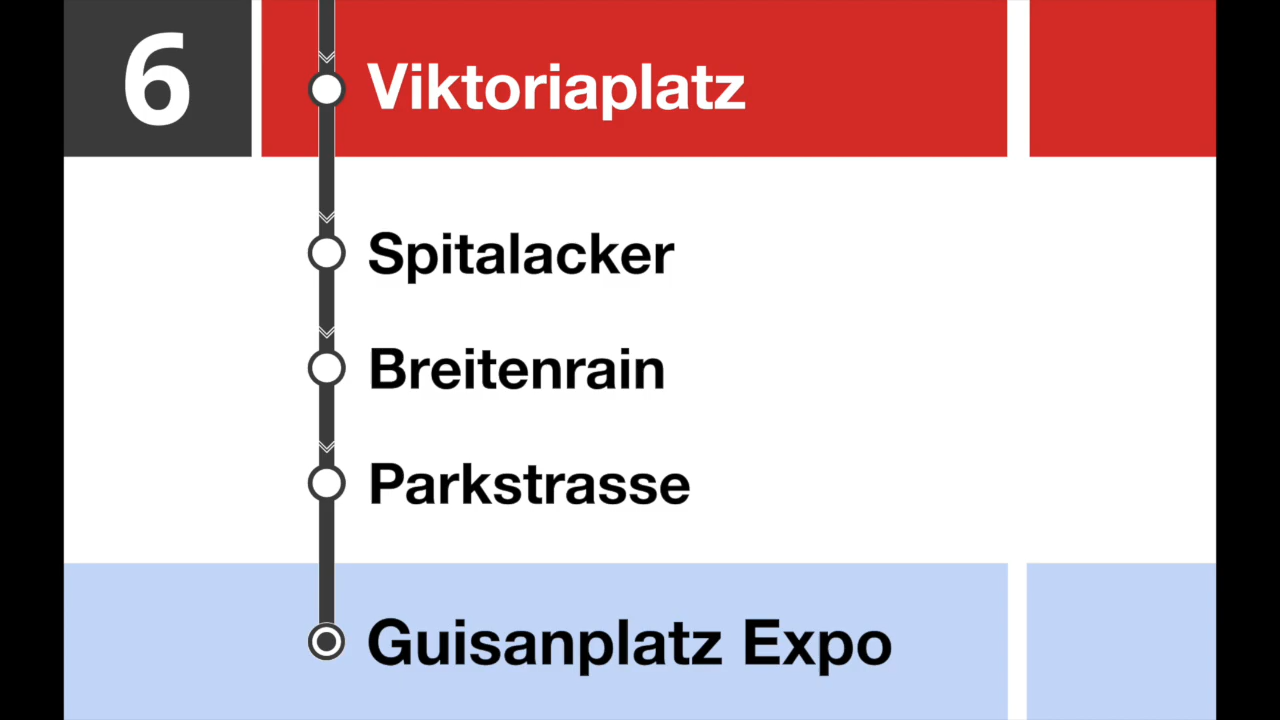 6
Viktoriaplatz
Spitalacker
Breitenrain
Parkstrasse
Guisanplatz Expo